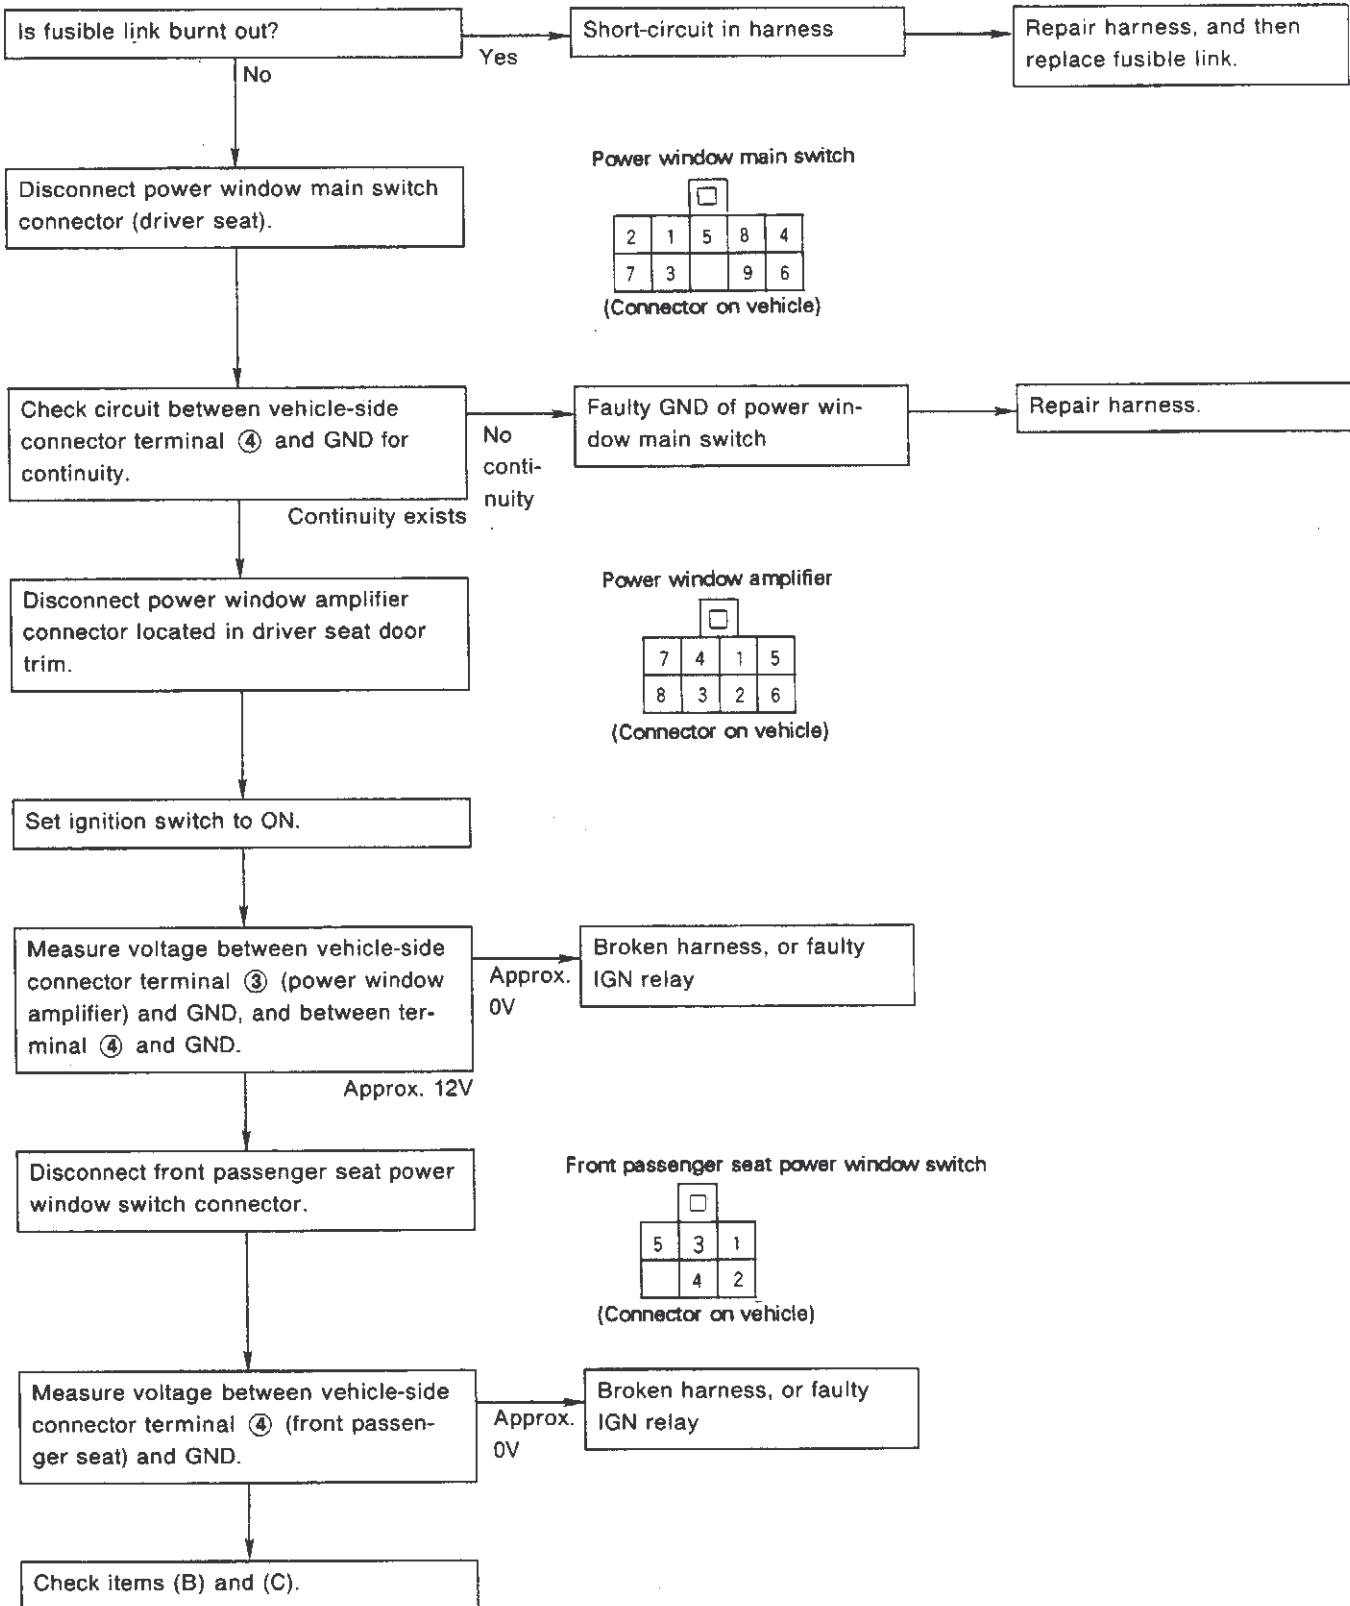 Is fusible link burnt out?
Yes
Short-circuit in harness
Repair harness, and then
replace fusible link.
No
Disconnect power window main switch
connector (driver seat).
Power window main switch
2 1 5 8 4
7 3 9 6
(Connector on vehicle)
Check circuit between vehicle-side
connector terminal ④ and GND for
continuity.
No
conti-
nuity
Faulty GND of power win-
dow main switch
Repair harness.
Continuity exists
Disconnect power window amplifier
connector located in driver seat door
trim.
Power window amplifier
7 4 1 5
8 3 2 6
(Connector on vehicle)
Set ignition switch to ON.
Measure voltage between vehicle-side
connector terminal ③ (power window
amplifier) and GND, and between ter-
minal ④ and GND.
Approx.
0V
Broken harness, or faulty
IGN relay
Approx. 12V
Disconnect front passenger seat power
window switch connector.
Front passenger seat power window switch
5 3 1
4 2
(Connector on vehicle)
Measure voltage between vehicle-side
connector terminal ④ (front passen-
ger seat) and GND.
Approx.
0V
Broken harness, or faulty
IGN relay
Check items (B) and (C).